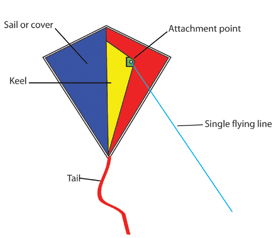 Sail or cover
Attachment point
Keel
Single flying line
Tail